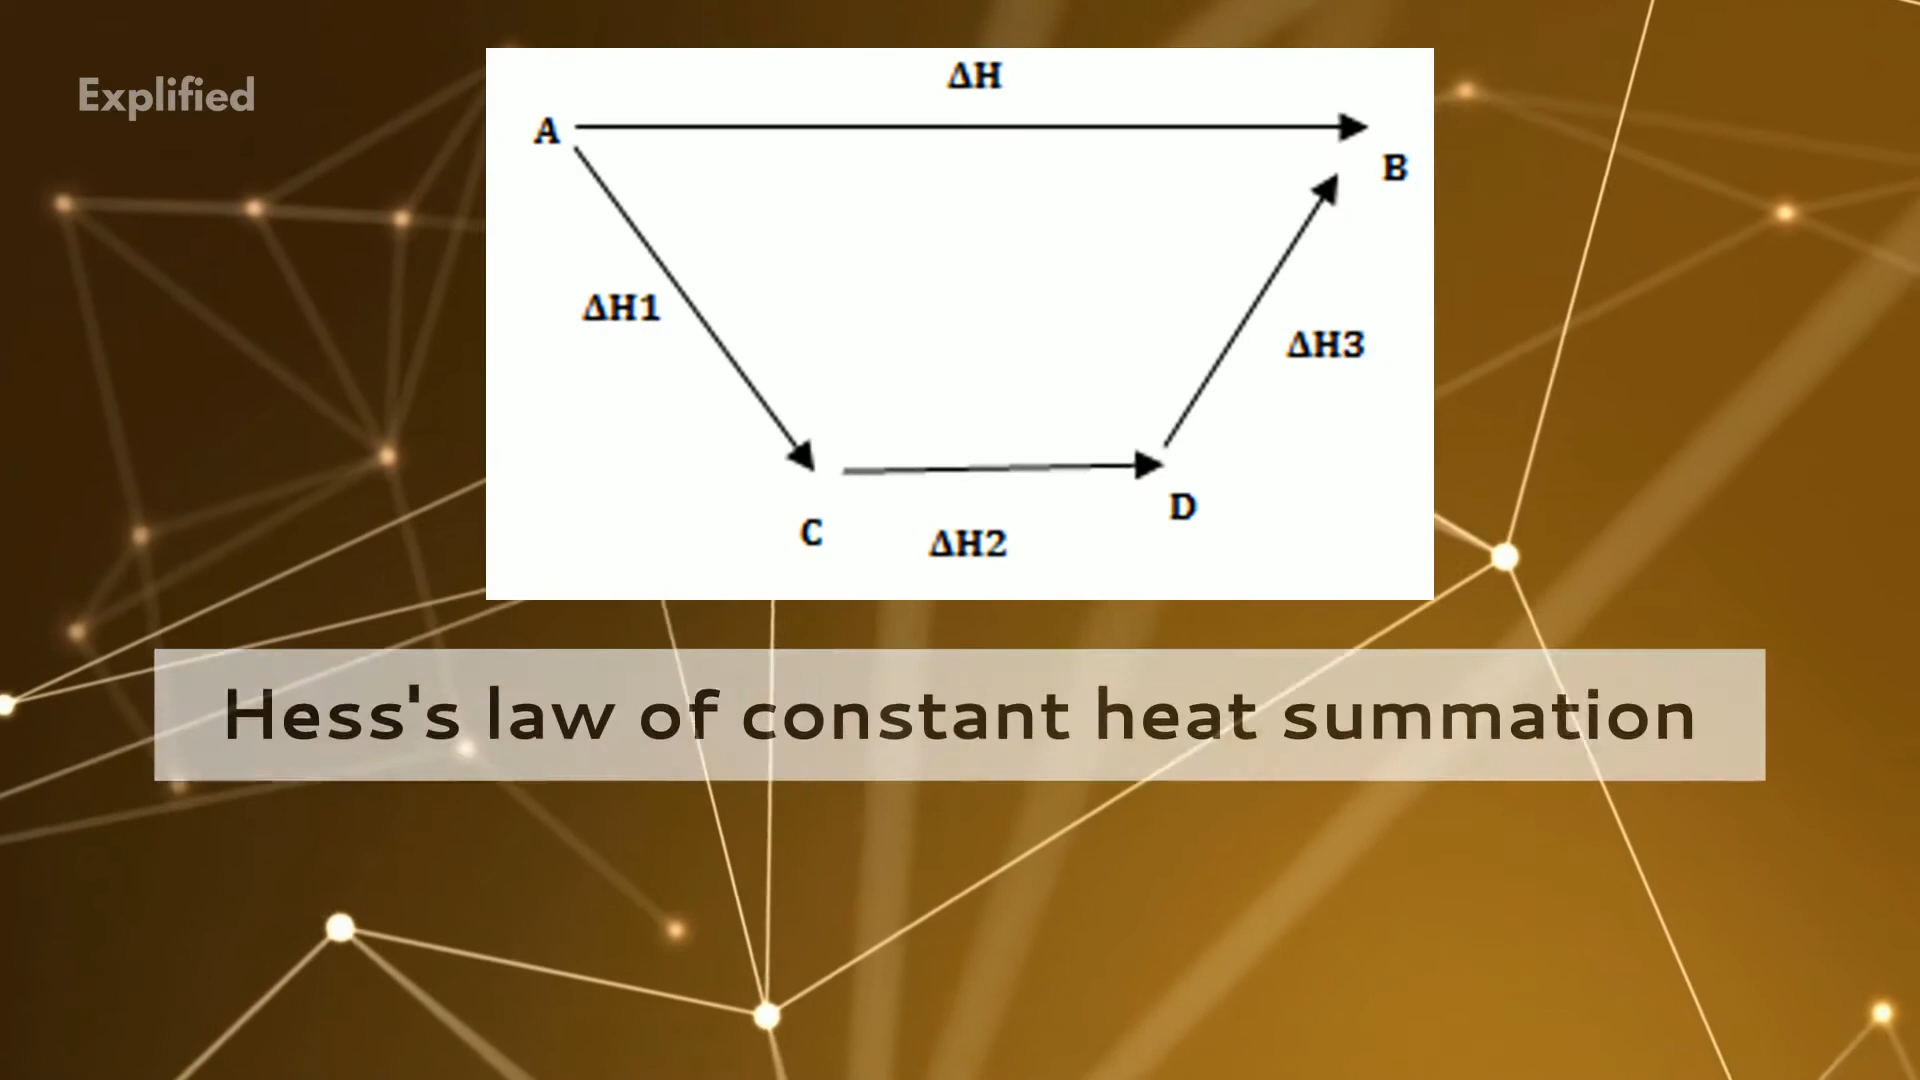 Explified
ΔH
A
B
ΔH1
ΔH3
C
D
ΔH2
Hess's law of constant heat summation